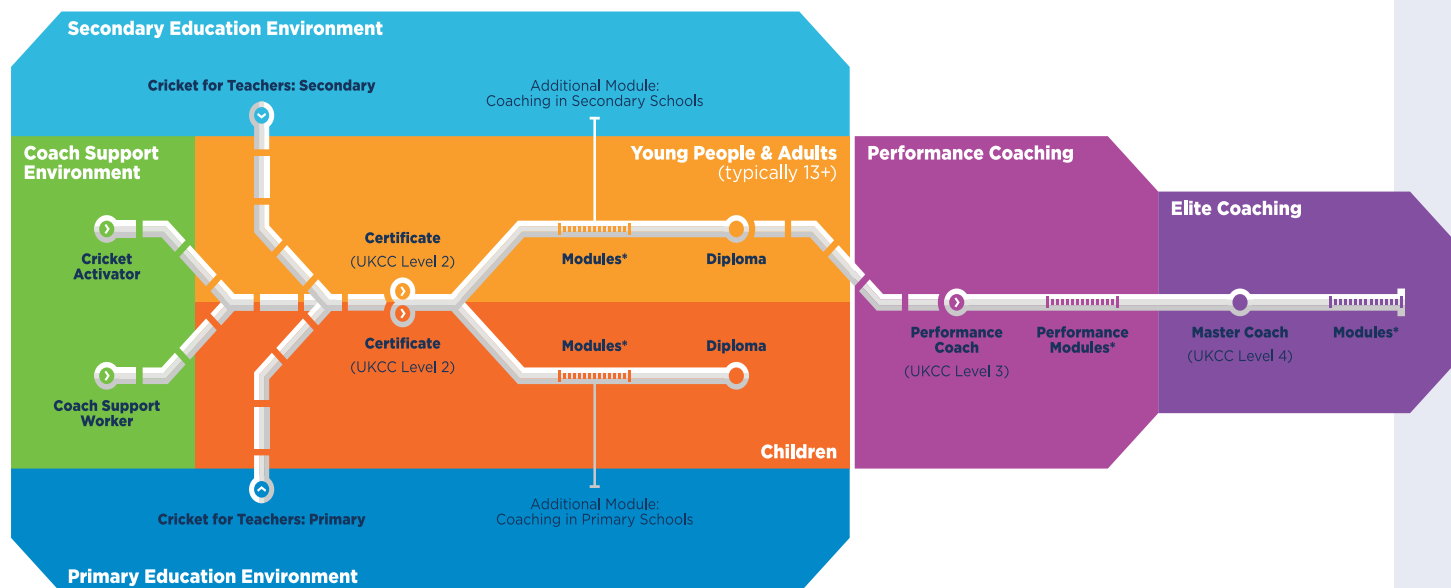 Secondary Education Environment
Cricket for Teachers: Secondary
Additional Module:
Coaching in Secondary Schools
Coach Support
Environment
Young People & Adults
(typically 13+)
Performance Coaching
Elite Coaching
Cricket
Activator
Certificate
(UKCC Level 2)
Modules*
Diploma
Certificate
(UKCC Level 2)
Modules*
Diploma
Performance
Coach
(UKCC Level 3)
Performance
Modules*
Master Coach
(UKCC Level 4)
Modules*
Coach Support
Worker
Children
Cricket for Teachers: Primary
Additional Module:
Coaching in Primary Schools
Primary Education Environment